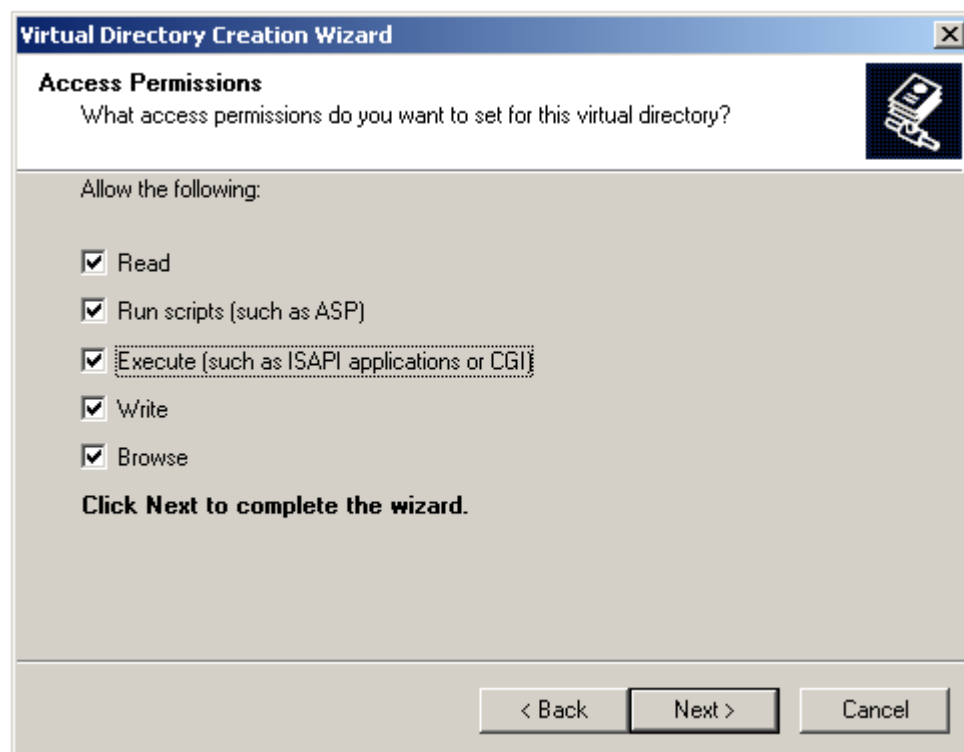 Virtual Directory Creation Wizard
Access Permissions
What access permissions do you want to set for this virtual directory?
Allow the following:
Read
Run scripts (such as ASP)
Execute (such as ISAPI applications or CGI)
Write
Browse
Click Next to complete the wizard.
< Back Next > Cancel